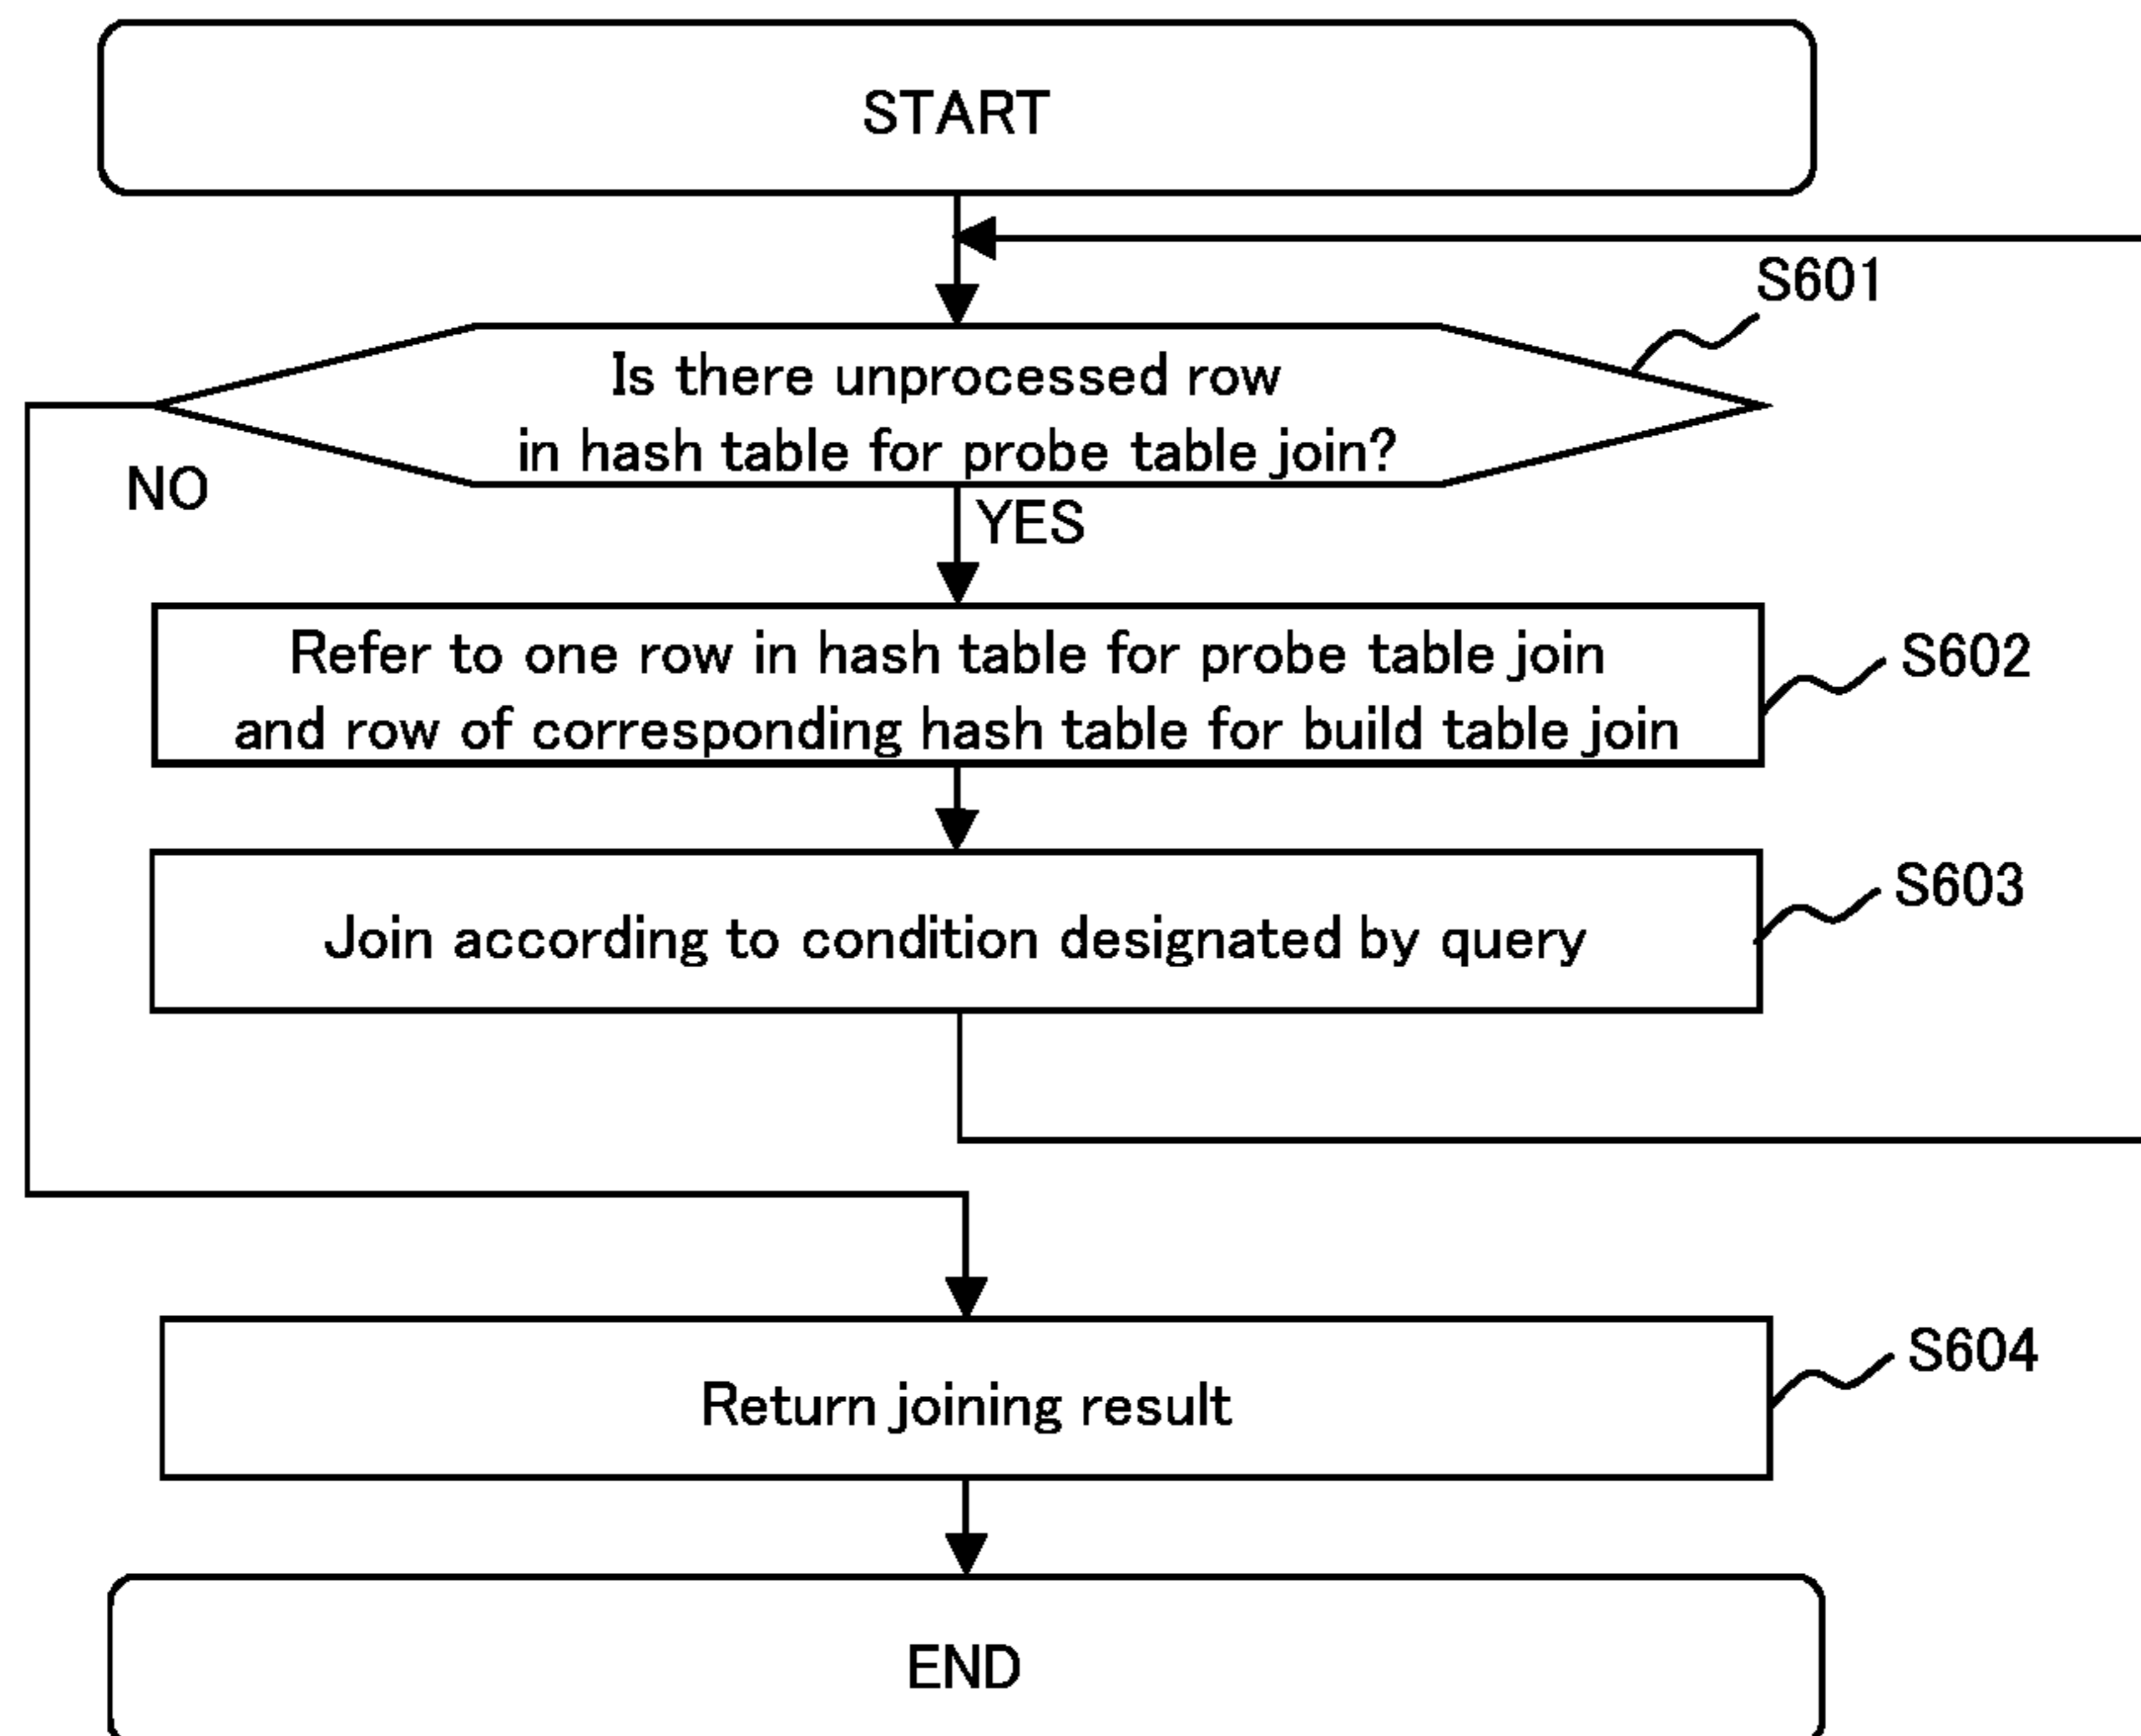 START
S601
Is there unprocessed row
in hash table for probe table join?
NO
YES
Refer to one row in hash table for probe table join
and row of corresponding hash table for build table join
S602
Join according to condition designated by query
S603
Return joining result
S604
END